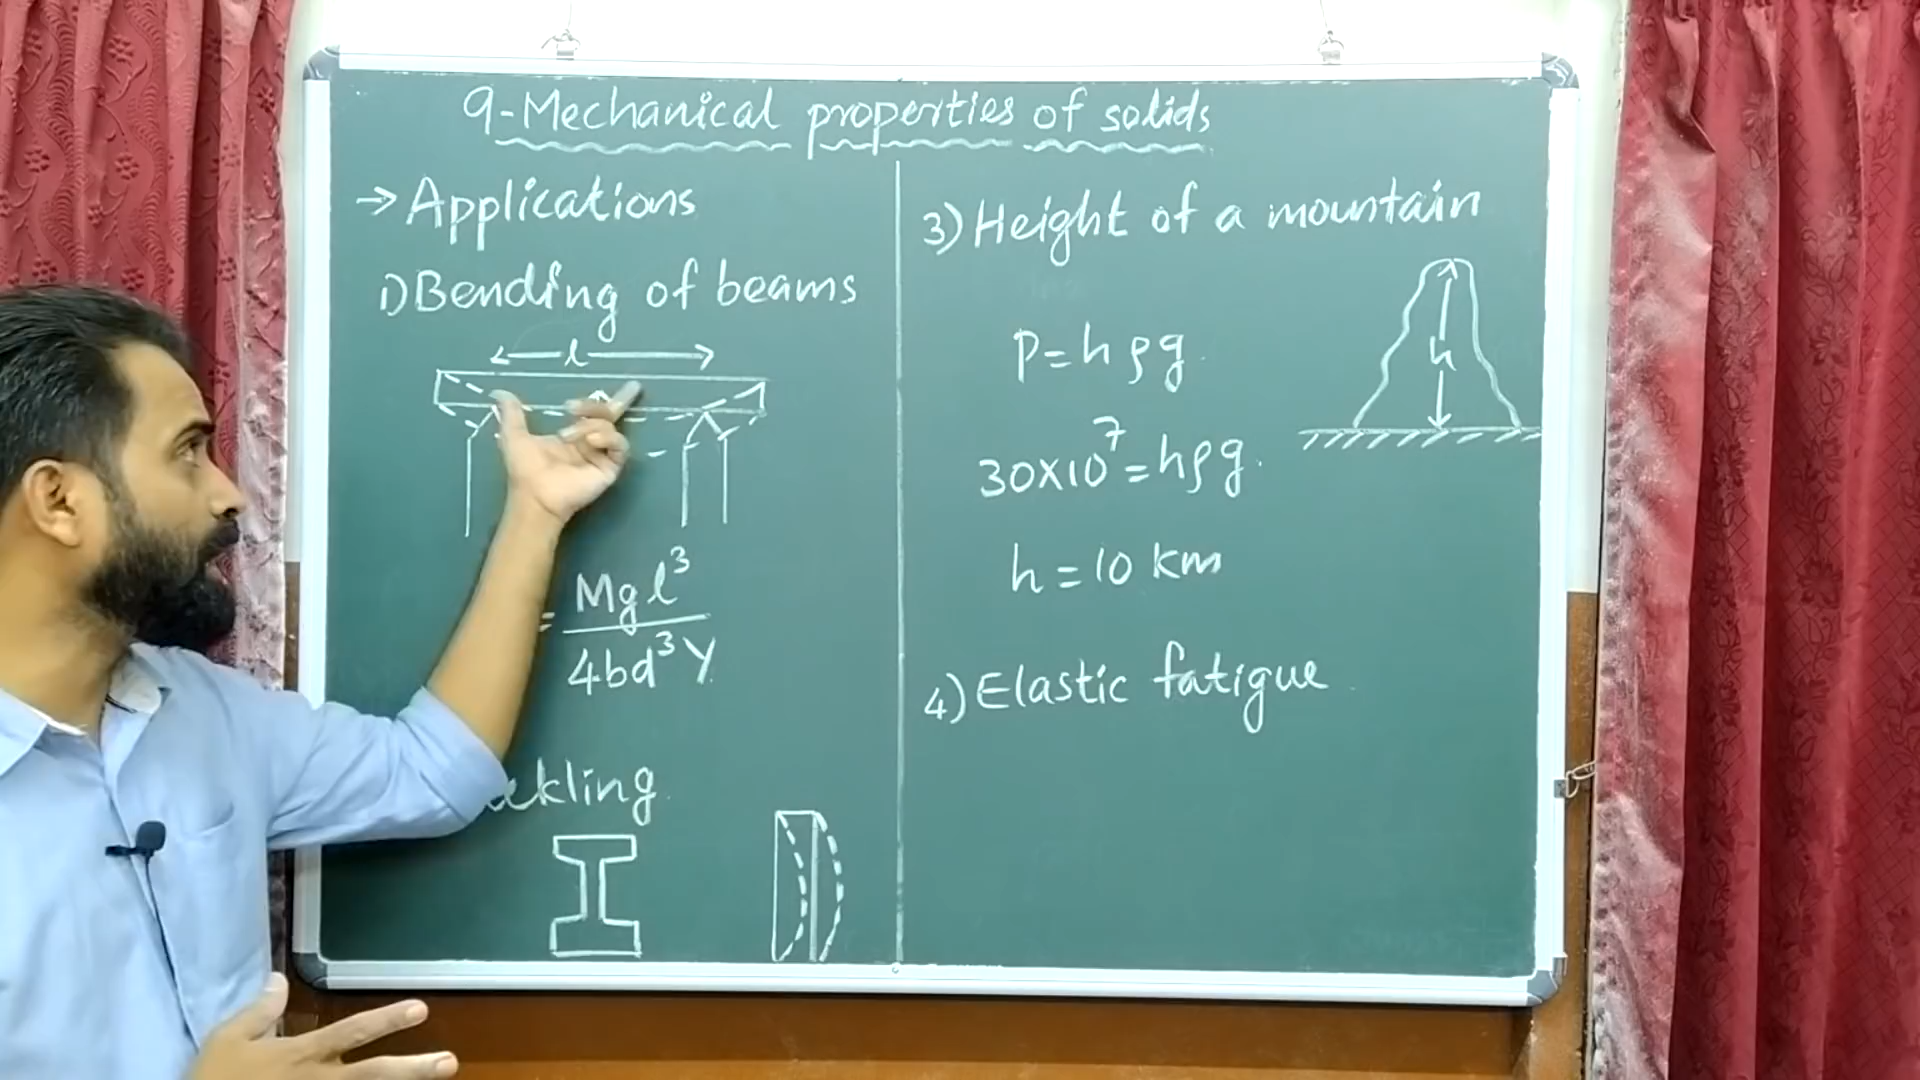 9-Mechanical properties of solids
→Applications
1)Bending of beams
l
= Mgl³
4bd³Y
kling
3)Height of a mountain
P=hρg
h
30×10⁷=hρg.
h=10 km
4)Elastic fatigue